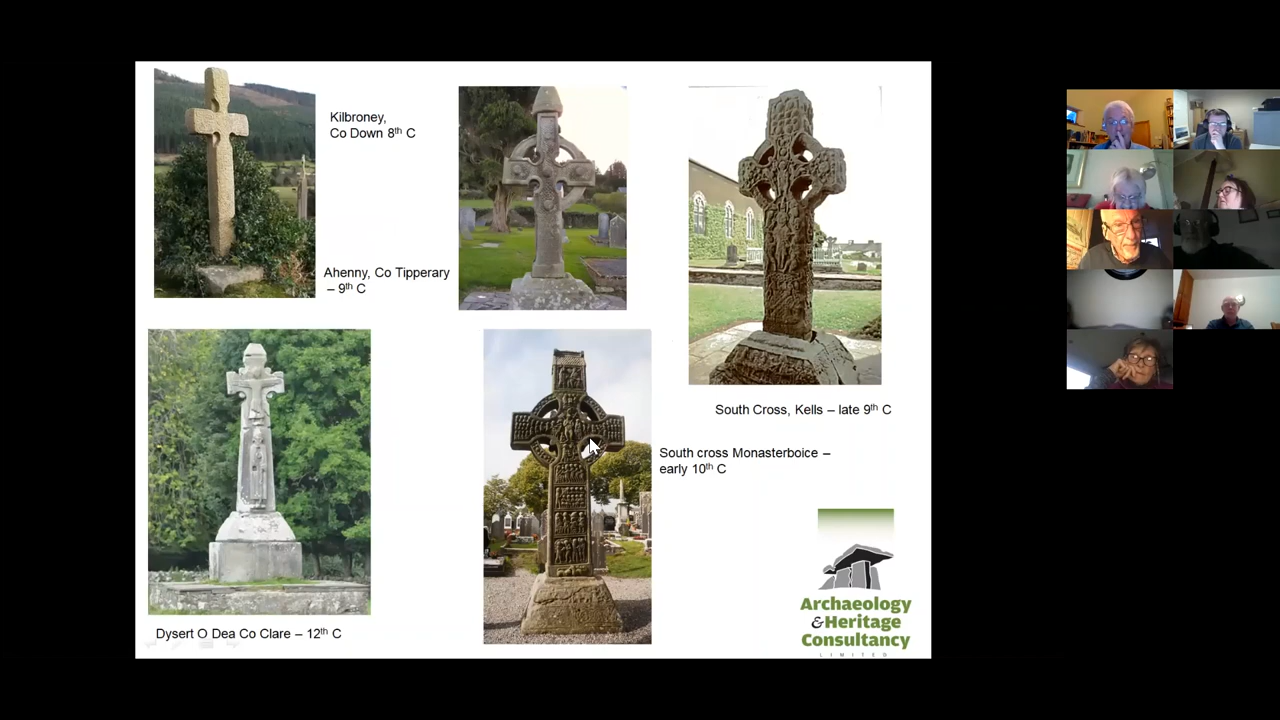 Kilbroney,
Co Down 8th C
Ahenny, Co Tipperary
– 9th C
South Cross, Kells – late 9th C
South cross Monasterboice –
early 10th C
Dysert O Dea Co Clare – 12th C
Archaeology
&Heritage
Consultancy
LIMITED